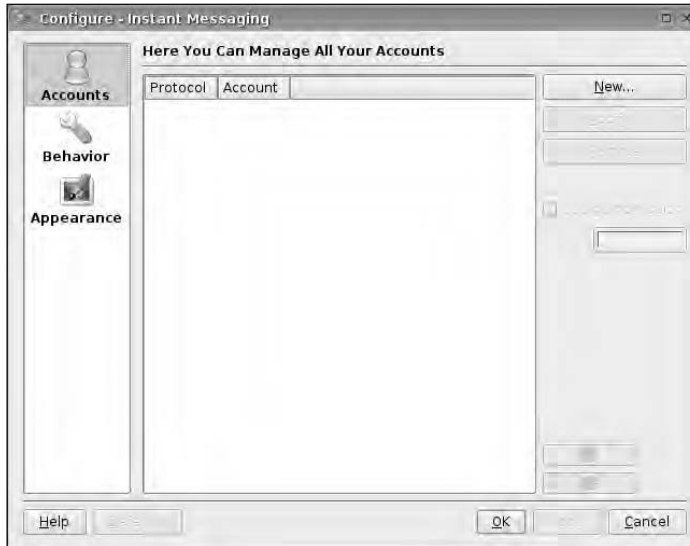 Configure - Instant Messaging
Here You Can Manage All Your Accounts
Accounts
Behavior
Appearance
Protocol Account
New...
Help
OK
Cancel